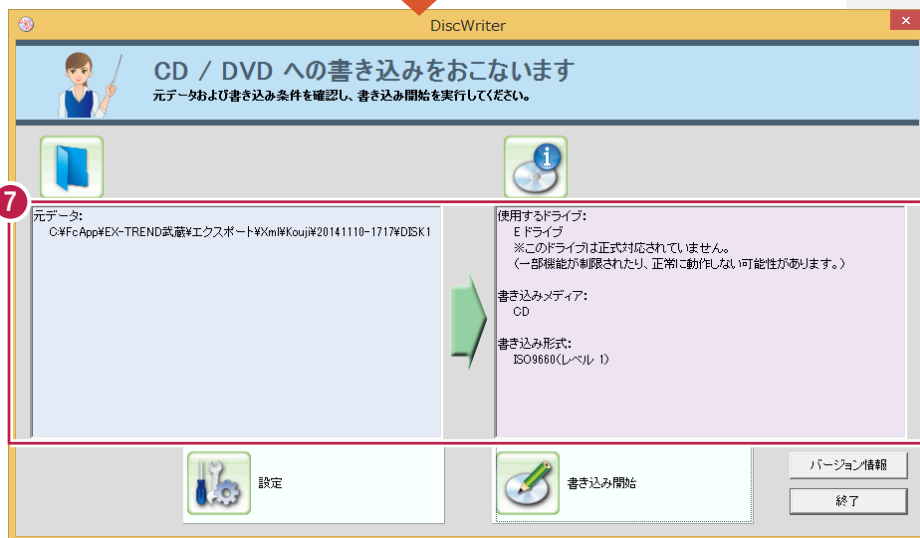 DiscWriter
CD / DVD への書き込みをおこないます
元データおよび書き込み条件を確認し、書き込み開始を実行してください。
7
元データ:
C:¥FcApp¥EX-TREND武蔵¥エクスポート¥Xml¥Kouji¥20141110-1717¥DISK1
使用するドライブ:
E ドライブ
※このドライブは正式対応されていません。
(一部機能が制限されたり、正常に動作しない可能性があります。)
書き込みメディア:
CD
書き込み形式:
ISO9660(レベル 1)
設定
書き込み開始
バージョン情報
終了